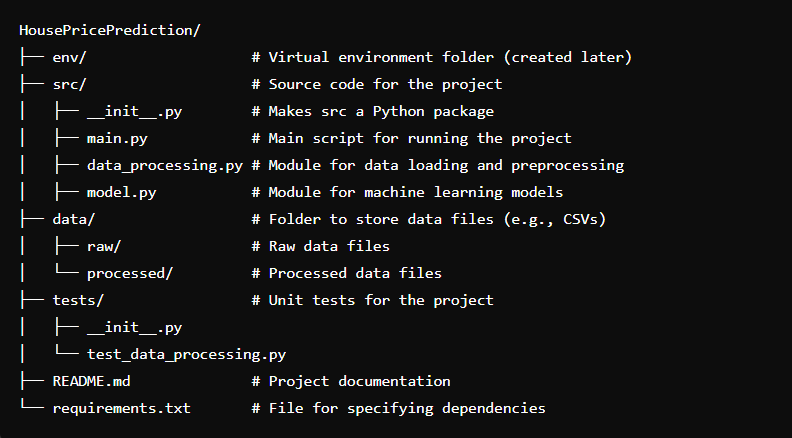 HousePricePrediction/
├── env/                    # Virtual environment folder (created later)
├── src/                    # Source code for the project
│   ├── __init__.py         # Makes src a Python package
│   ├── main.py             # Main script for running the project
│   ├── data_processing.py # Module for data loading and preprocessing
│   ├── model.py            # Module for machine learning models
├── data/                   # Folder to store data files (e.g., CSVs)
│   ├── raw/                # Raw data files
│   └── processed/          # Processed data files
├── tests/                  # Unit tests for the project
│   ├── __init__.py
│   └── test_data_processing.py
├── README.md               # Project documentation
└── requirements.txt        # File for specifying dependencies